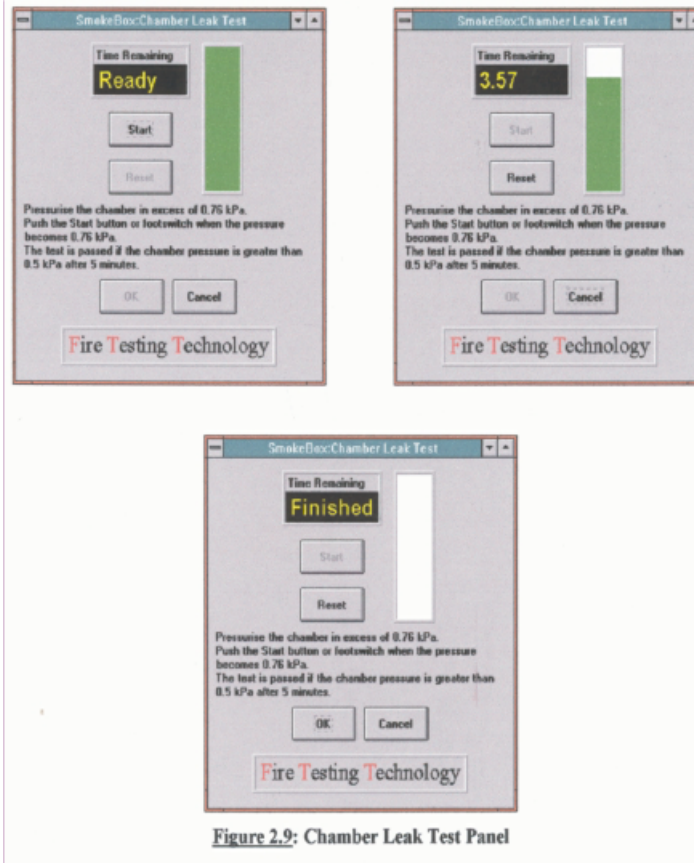 SmokeBox:Chamber Leak Test
Time Remaining
Ready
Start
Reset
Pressurise the chamber in excess of 0.76 kPa.
Push the Start button or footswitch when the pressure
becomes 0.76 kPa.
The test is passed if the chamber pressure is greater than
0.5 kPa after 5 minutes.
OK
Cancel
Fire Testing Technology
SmokeBox:Chamber Leak Test
Time Remaining
3.57
Start
Reset
Pressurise the chamber in excess of 0.76 kPa.
Push the Start button or footswitch when the pressure
becomes 0.76 kPa.
The test is passed if the chamber pressure is greater than
0.5 kPa after 5 minutes.
OK
Cancel
Fire Testing Technology
SmokeBox:Chamber Leak Test
Time Remaining
Finished
Start
Reset
Pressurise the chamber in excess of 0.76 kPa.
Push the Start button or footswitch when the pressure
becomes 0.76 kPa.
The test is passed if the chamber pressure is greater than
0.5 kPa after 5 minutes.
OK
Cancel
Fire Testing Technology
Figure 2.9: Chamber Leak Test Panel